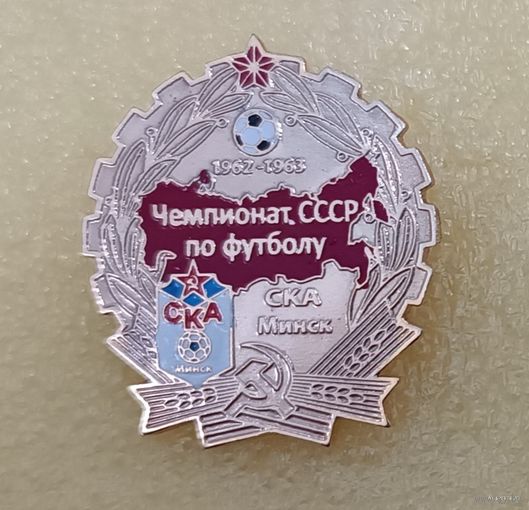 1962-1963
Чемпионат СССР
по футболу
СКА
Минск
СКА
Минск